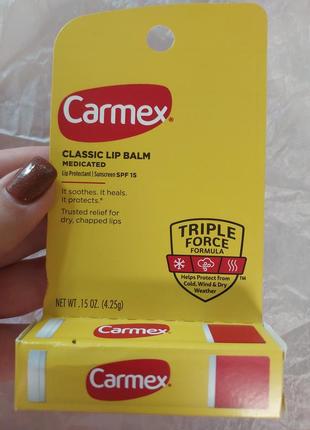 Carmex®
CLASSIC LIP BALM
MEDICATED
Lip Protectant | Sunscreen SPF 15
It soothes. It heals.
It protects.*
Trusted relief for
dry, chapped lips
TRIPLE
FORCE
FORMULA
Helps Protect from
Cold, Wind & Dry
Weather
™
NET WT .15 OZ. (4.25g)
Carmex®